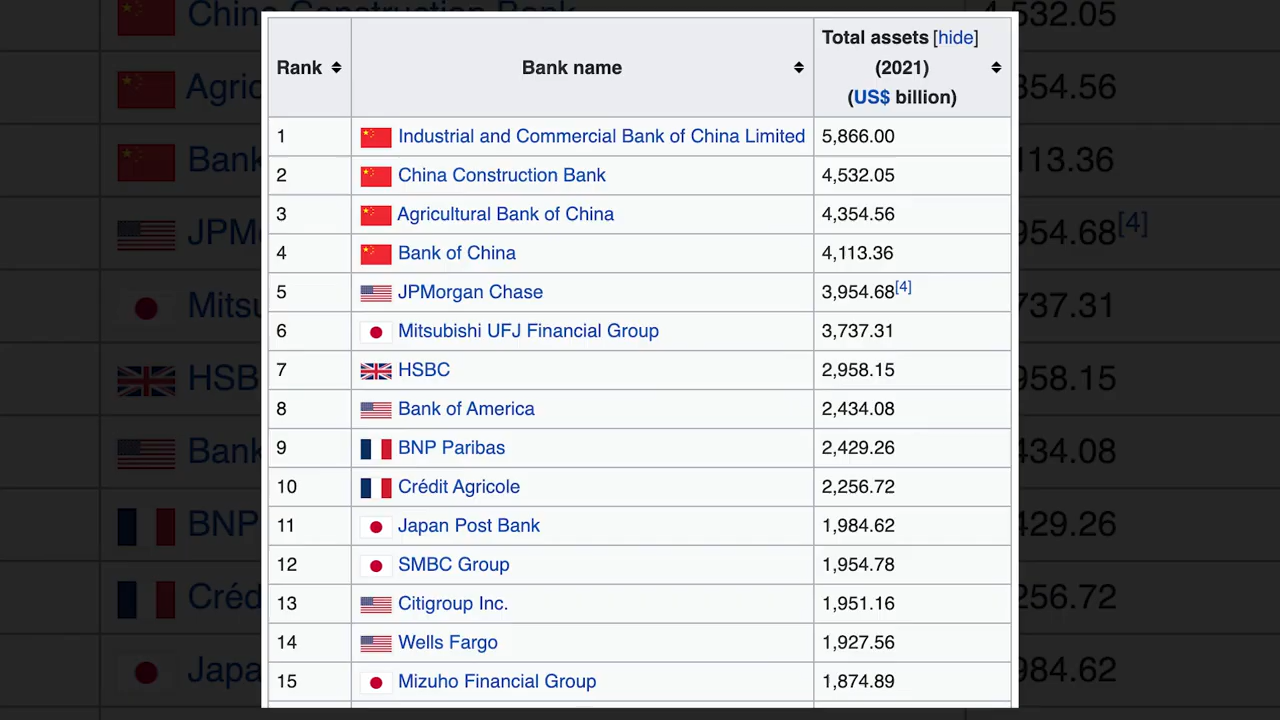 Rank
Bank name
Total assets [hide]
(2021)
(US$ billion)
1 Industrial and Commercial Bank of China Limited 5,866.00
2 China Construction Bank 4,532.05
3 Agricultural Bank of China 4,354.56
4 Bank of China 4,113.36
5 JPMorgan Chase 3,954.68[4]
6 Mitsubishi UFJ Financial Group 3,737.31
7 HSBC 2,958.15
8 Bank of America 2,434.08
9 BNP Paribas 2,429.26
10 Crédit Agricole 2,256.72
11 Japan Post Bank 1,984.62
12 SMBC Group 1,954.78
13 Citigroup Inc. 1,951.16
14 Wells Fargo 1,927.56
15 Mizuho Financial Group 1,874.89